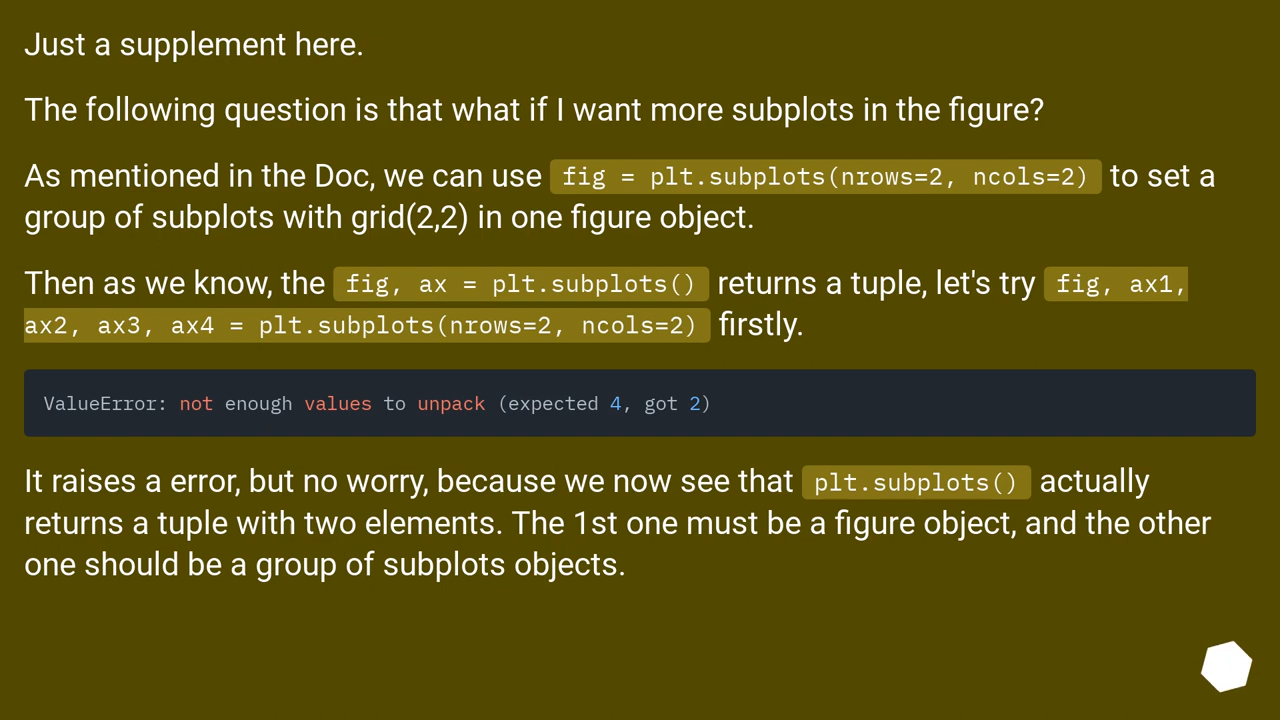 Just a supplement here.
The following question is that what if I want more subplots in the figure?
As mentioned in the Doc, we can use fig = plt.subplots(nrows=2, ncols=2) to set a
group of subplots with grid(2,2) in one figure object.
Then as we know, the fig, ax = plt.subplots() returns a tuple, let's try fig, ax1,
ax2, ax3, ax4 = plt.subplots(nrows=2, ncols=2) firstly.
ValueError: not enough values to unpack (expected 4, got 2)
It raises a error, but no worry, because we now see that plt.subplots() actually
returns a tuple with two elements. The 1st one must be a figure object, and the other
one should be a group of subplots objects.